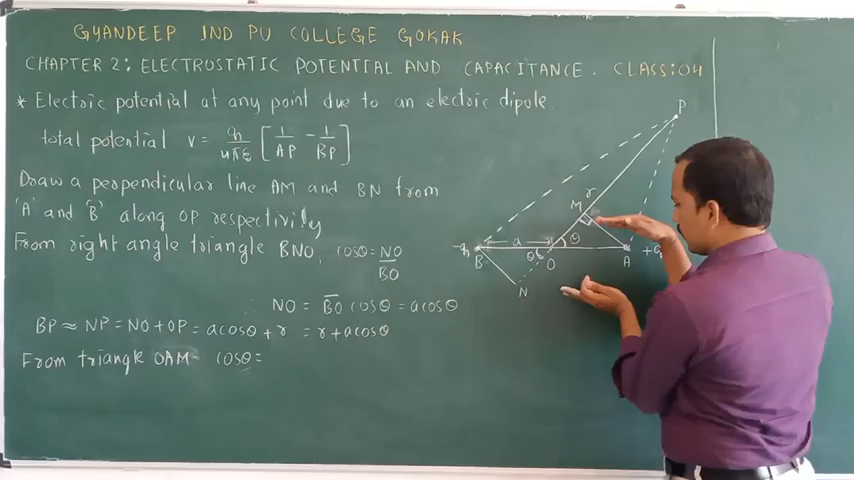 GYANDEEP IND PU COLLEGE GOKAK
CHAPTER 2: ELECTROSTATIC POTENTIAL AND CAPACITANCE: CLASS:04
* Electric potential at any point due to an electric dipole.
total potential V = q/4πε [1/AP - 1/BP]
Draw a perpendicular line AM and BN from
'A' and 'B' along OP respectivily
From right angle triangle BNO, cosθ = NO/BO
∴ NO = BO cosθ = acosθ
BP ≈ NP = NO + OP = acosθ + r = r + acosθ
From triangle OAM- cosθ =
P
r
M
-q
a
θ
B
θ
O
A
+q
N